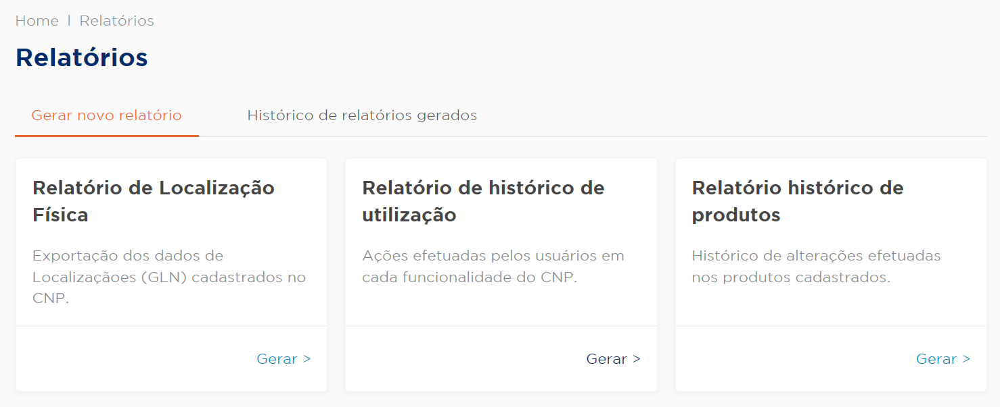 Home | Relatórios
Relatórios
Gerar novo relatório
Histórico de relatórios gerados
Relatório de Localização
Física
Exportação dos dados de
Localizaçãoes (GLN) cadastrados no
CNP.
Gerar >
Relatório de histórico de
utilização
Ações efetuadas pelos usuários em
cada funcionalidade do CNP.
Gerar >
Relatório histórico de
produtos
Histórico de alterações efetuadas
nos produtos cadastrados.
Gerar >